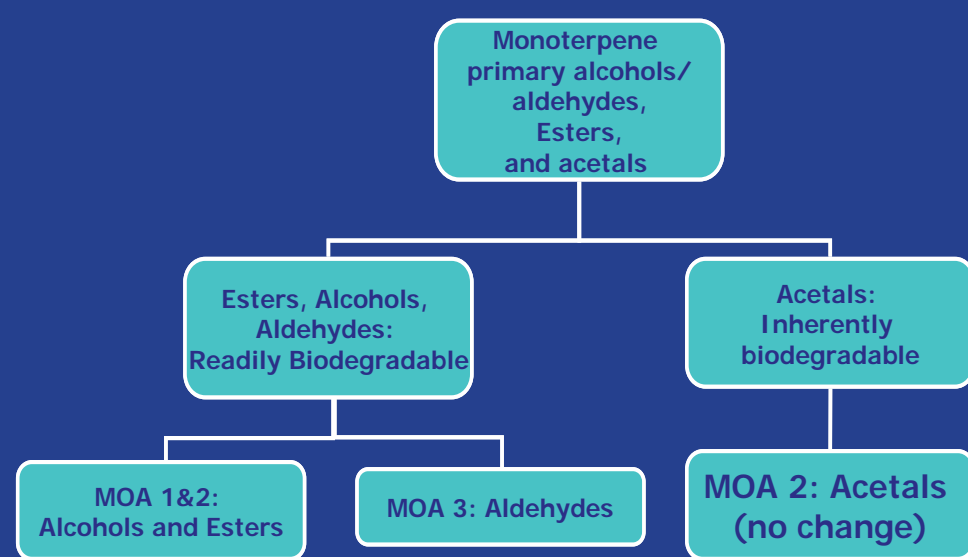 Monoterpene
primary alcohols/
aldehydes,
Esters,
and acetals
Esters, Alcohols,
Aldehydes:
Readily Biodegradable
Acetals:
Inherently
biodegradable
MOA 1&2:
Alcohols and Esters
MOA 3: Aldehydes
MOA 2: Acetals
(no change)